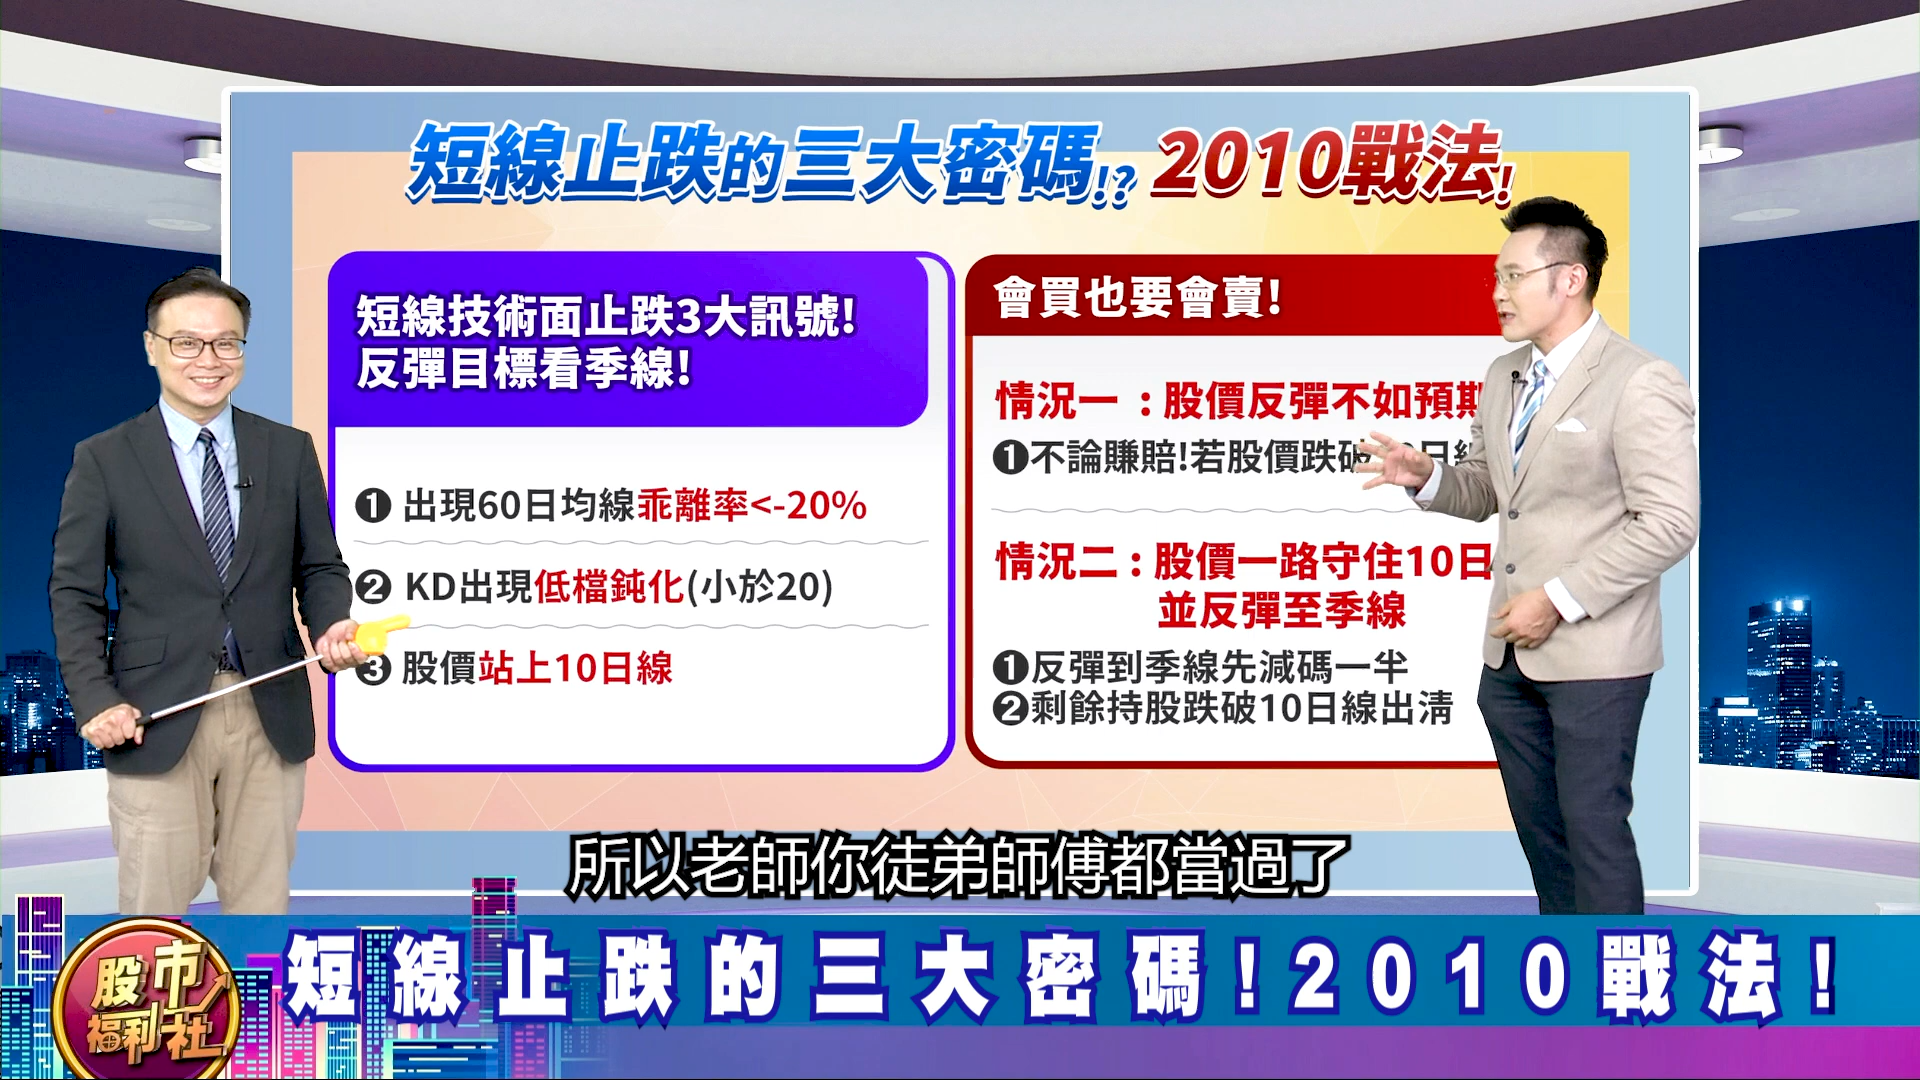 短線止跌的三大密碼!? 2010戰法!
短線技術面止跌3大訊號!
反彈目標看季線!
❶ 出現60日均線乖離率<-20%
❷ KD出現低檔鈍化(小於20)
❸ 股價站上10日線
會買也要會賣!
情況一：股價反彈不如預期
❶不論賺賠!若股價跌破 0日線
情況二：股價一路守住10日
並反彈至季線
❶反彈到季線先減碼一半
❷剩餘持股跌破10日線出清
所以老師你徒弟師傅都當過了
股市
福利社
短線止跌的三大密碼!2010戰法!